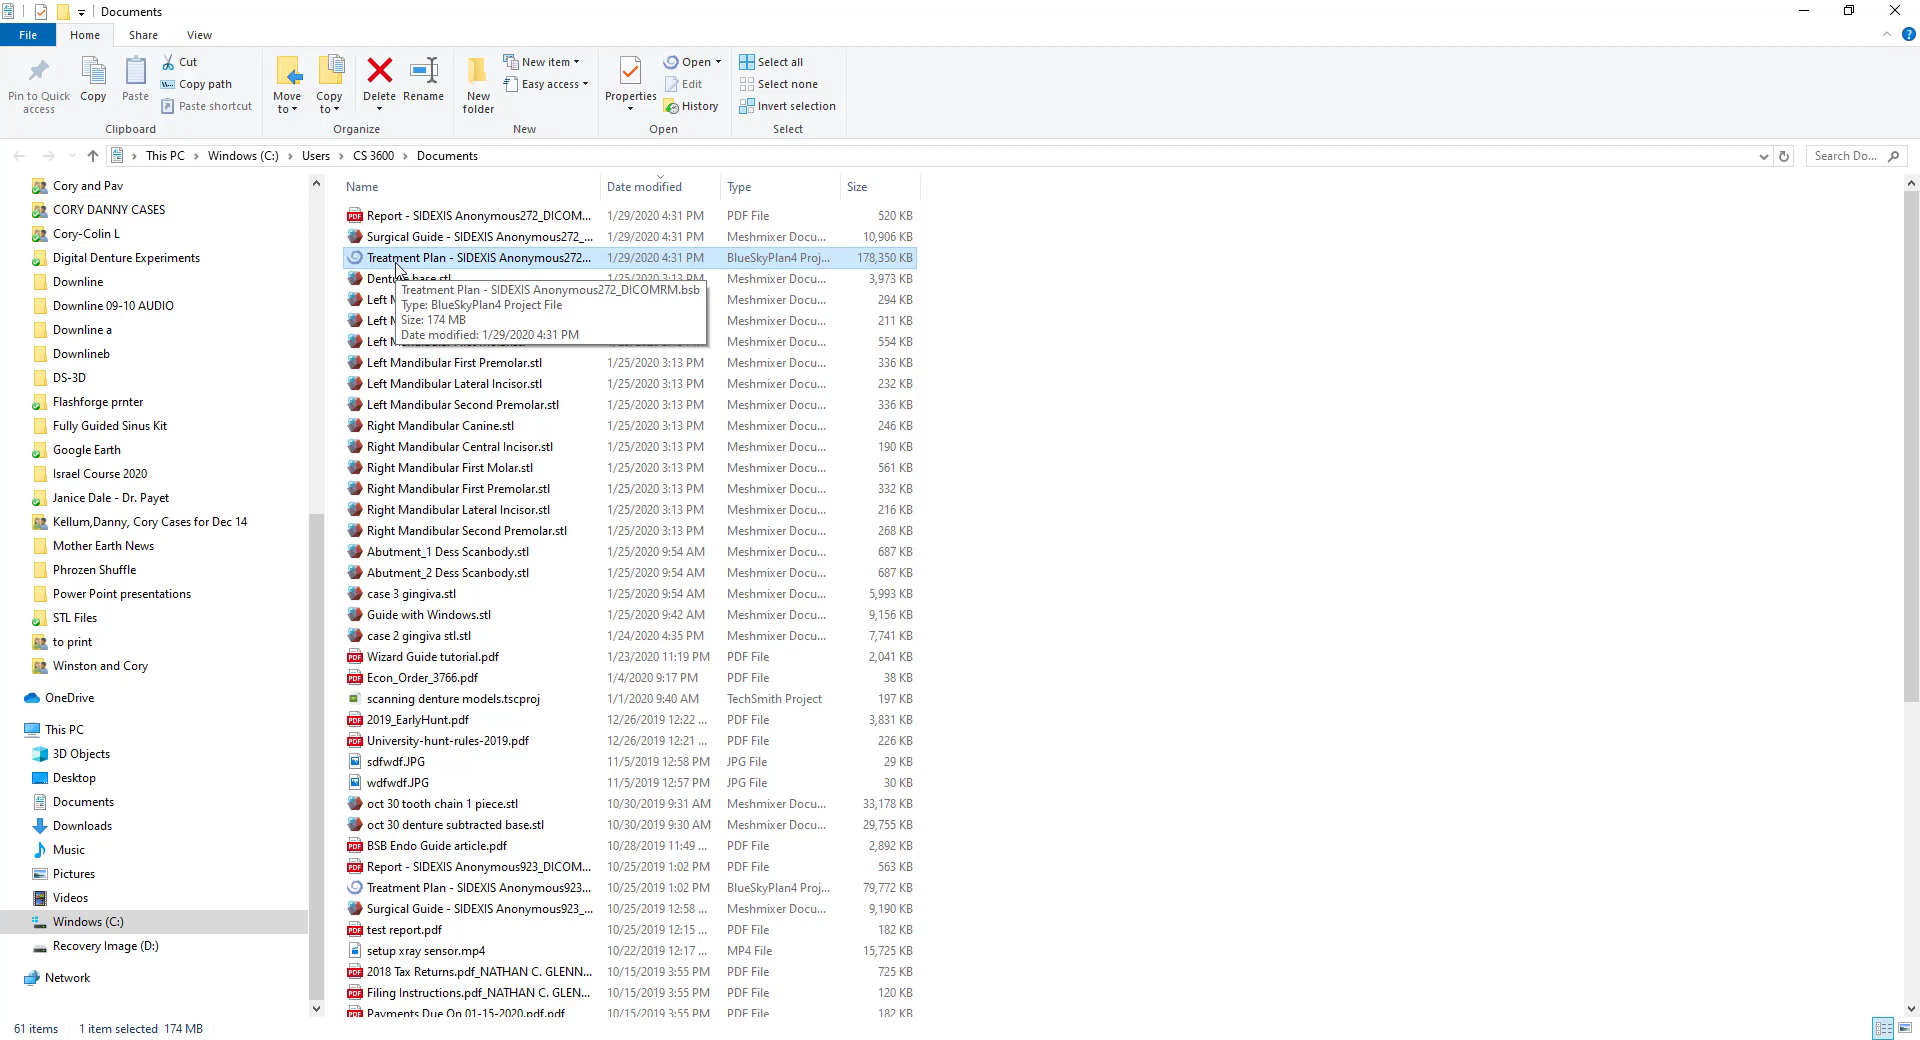 Documents
File Home Share View
Pin to Quick access
Copy
Paste
Cut
Copy path
Paste shortcut
Clipboard
Move to
Copy to
Delete
Rename
Organize
New folder
New item
Easy access
New
Properties
Open
Edit
History
Open
Select all
Select none
Invert selection
Select
This PC > Windows (C:) > Users > CS 3600 > Documents
Search Do...
Cory and Pav
CORY DANNY CASES
Cory-Colin L
Digital Denture Experiments
Downline
Downline 09-10 AUDIO
Downline a
Downlineb
DS-3D
Flashforge prnter
Fully Guided Sinus Kit
Google Earth
Israel Course 2020
Janice Dale - Dr. Payet
Kellum,Danny, Cory Cases for Dec 14
Mother Earth News
Phrozen Shuffle
Power Point presentations
STL Files
to print
Winston and Cory
OneDrive
This PC
3D Objects
Desktop
Documents
Downloads
Music
Pictures
Videos
Windows (C:)
Recovery Image (D:)
Network
Name Date modified Type Size
Report - SIDEXIS Anonymous272_DICOM... 1/29/2020 4:31 PM PDF File 520 KB
Surgical Guide - SIDEXIS Anonymous272_... 1/29/2020 4:31 PM Meshmixer Docu... 10,906 KB
Treatment Plan - SIDEXIS Anonymous272... 1/29/2020 4:31 PM BlueSkyPlan4 Proj... 178,350 KB
Denture base.stl 1/25/2020 3:13 PM Meshmixer Docu... 3,973 KB
Left Meshmixer Docu... 294 KB
Left Meshmixer Docu... 211 KB
Left Meshmixer Docu... 554 KB
Treatment Plan - SIDEXIS Anonymous272_DICOMRM.bsb
Type: BlueSkyPlan4 Project File
Size: 174 MB
Date modified: 1/29/2020 4:31 PM
Left Mandibular First Premolar.stl 1/25/2020 3:13 PM Meshmixer Docu... 336 KB
Left Mandibular Lateral Incisor.stl 1/25/2020 3:13 PM Meshmixer Docu... 232 KB
Left Mandibular Second Premolar.stl 1/25/2020 3:13 PM Meshmixer Docu... 336 KB
Right Mandibular Canine.stl 1/25/2020 3:13 PM Meshmixer Docu... 246 KB
Right Mandibular Central Incisor.stl 1/25/2020 3:13 PM Meshmixer Docu... 190 KB
Right Mandibular First Molar.stl 1/25/2020 3:13 PM Meshmixer Docu... 561 KB
Right Mandibular First Premolar.stl 1/25/2020 3:13 PM Meshmixer Docu... 332 KB
Right Mandibular Lateral Incisor.stl 1/25/2020 3:13 PM Meshmixer Docu... 216 KB
Right Mandibular Second Premolar.stl 1/25/2020 3:13 PM Meshmixer Docu... 268 KB
Abutment_1 Dess Scanbody.stl 1/25/2020 9:54 AM Meshmixer Docu... 687 KB
Abutment_2 Dess Scanbody.stl 1/25/2020 9:54 AM Meshmixer Docu... 687 KB
case 3 gingiva.stl 1/25/2020 9:54 AM Meshmixer Docu... 5,993 KB
Guide with Windows.stl 1/25/2020 9:42 AM Meshmixer Docu... 9,156 KB
case 2 gingiva stl.stl 1/24/2020 4:35 PM Meshmixer Docu... 7,741 KB
Wizard Guide tutorial.pdf 1/23/2020 11:19 PM PDF File 2,041 KB
Econ_Order_3766.pdf 1/4/2020 9:17 PM PDF File 38 KB
scanning denture models.tscproj 1/1/2020 9:40 AM TechSmith Project 197 KB
2019_EarlyHunt.pdf 12/26/2019 12:22 ... PDF File 3,831 KB
University-hunt-rules-2019.pdf 12/26/2019 12:21 ... PDF File 226 KB
sdfwdf.JPG 11/5/2019 12:58 PM JPG File 29 KB
wdfwdf.JPG 11/5/2019 12:57 PM JPG File 30 KB
oct 30 tooth chain 1 piece.stl 10/30/2019 9:31 AM Meshmixer Docu... 33,178 KB
oct 30 denture subtracted base.stl 10/30/2019 9:30 AM Meshmixer Docu... 29,755 KB
BSB Endo Guide article.pdf 10/28/2019 11:49 ... PDF File 2,892 KB
Report - SIDEXIS Anonymous923_DICOM... 10/25/2019 1:02 PM PDF File 563 KB
Treatment Plan - SIDEXIS Anonymous923... 10/25/2019 1:02 PM BlueSkyPlan4 Proj... 79,772 KB
Surgical Guide - SIDEXIS Anonymous923_... 10/25/2019 12:58 ... Meshmixer Docu... 9,190 KB
test report.pdf 10/25/2019 12:15 ... PDF File 182 KB
setup xray sensor.mp4 10/22/2019 12:17 ... MP4 File 15,725 KB
2018 Tax Returns.pdf_NATHAN C. GLENN... 10/15/2019 3:55 PM PDF File 725 KB
Filing Instructions.pdf_NATHAN C. GLEN... 10/15/2019 3:55 PM PDF File 120 KB
Payments Due On 01-15-2020.pdf.pdf 10/15/2019 3:55 PM PDF File 182 KB
61 items 1 item selected 174 MB